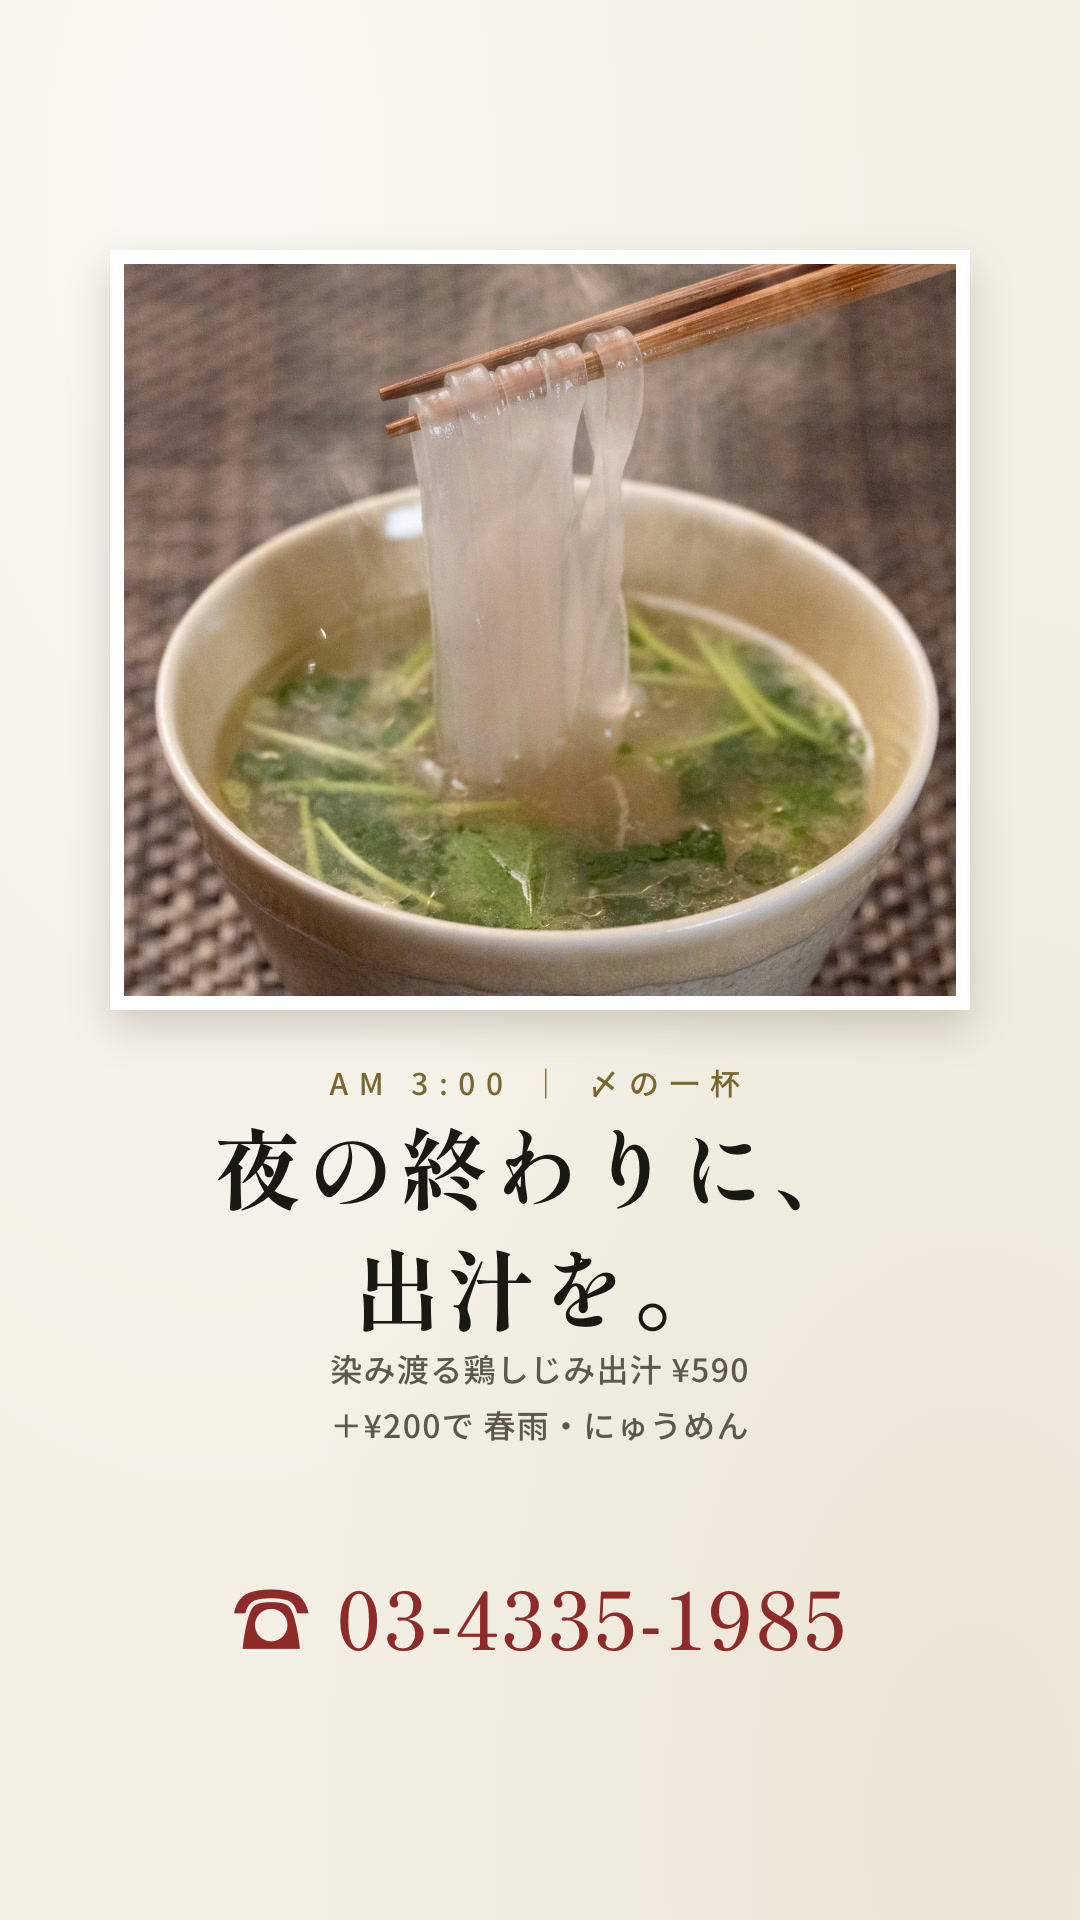 AM 3:00 ｜ 〆の一杯
夜の終わりに、
出汁を。
染み渡る鶏しじみ出汁 ¥590
＋¥200で 春雨・にゅうめん
☎ 03-4335-1985